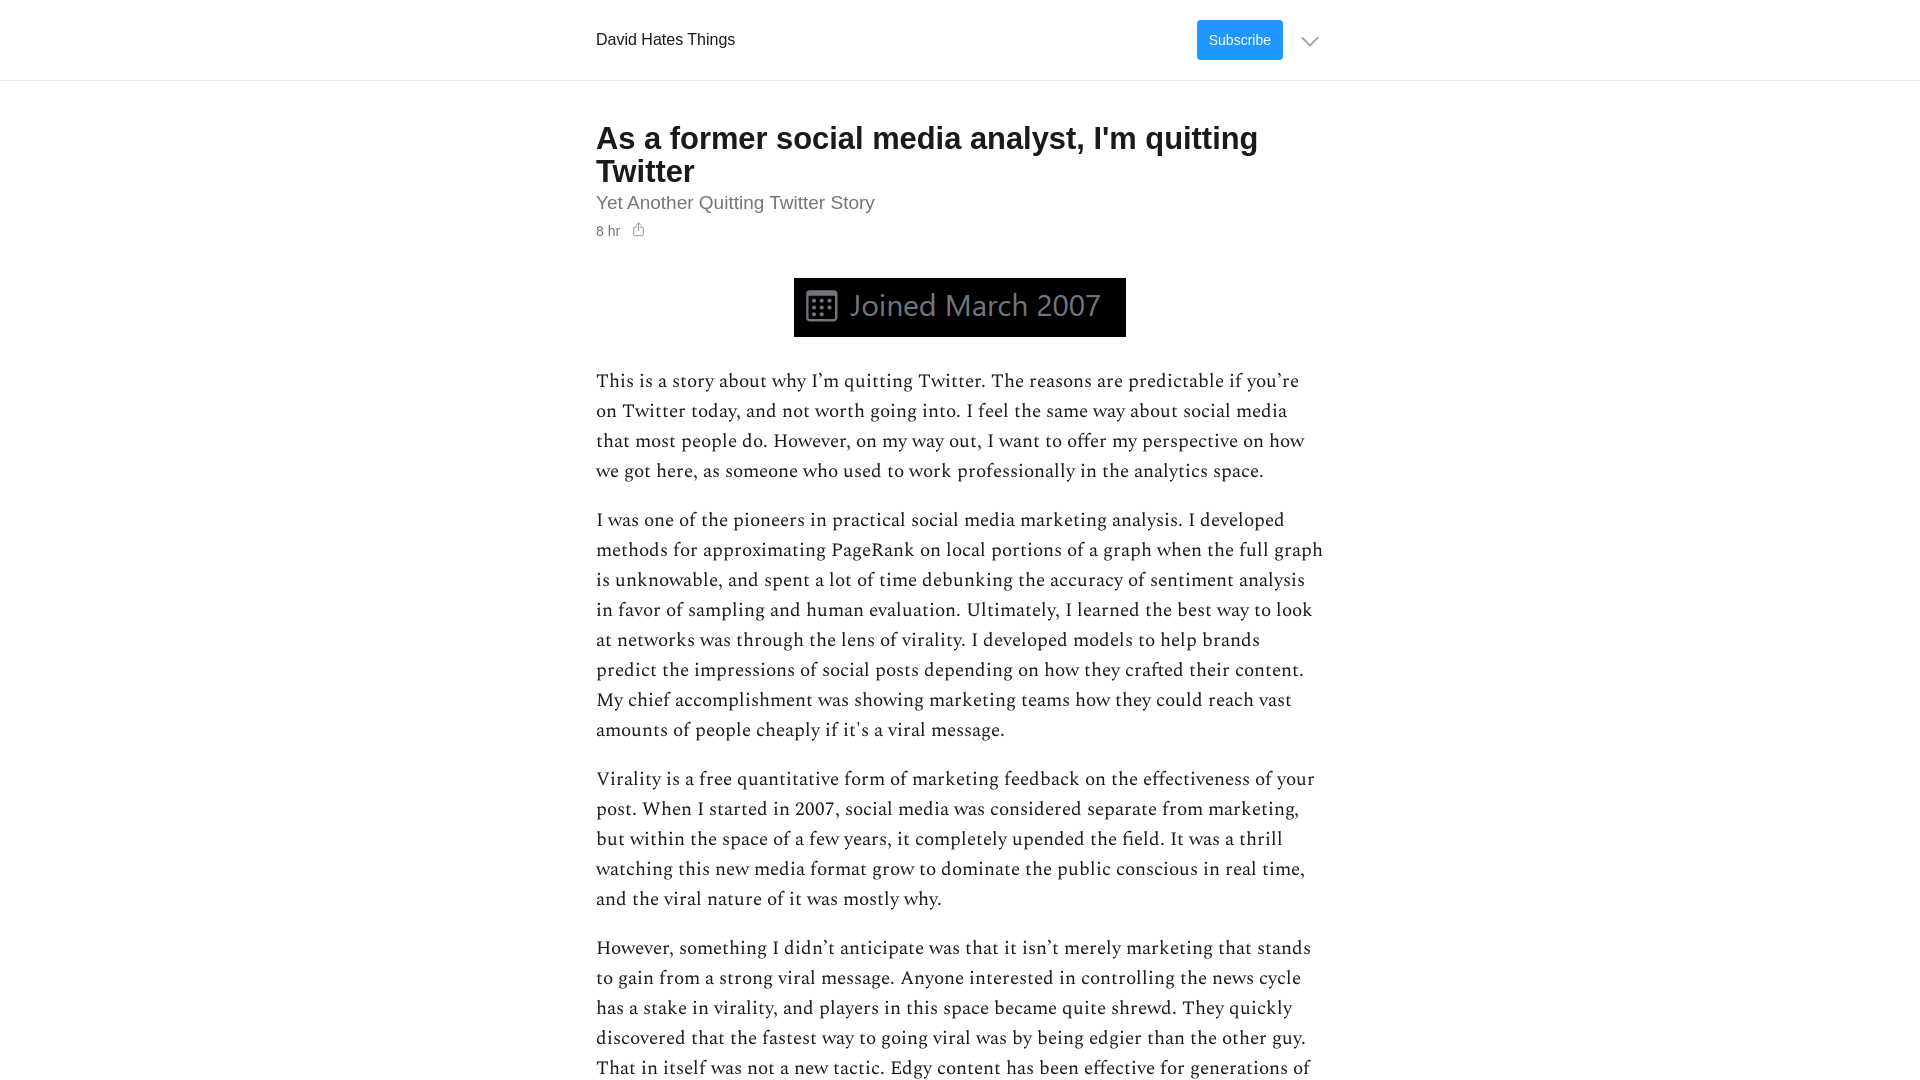 David Hates Things
Subscribe
As a former social media analyst, I'm quitting
Twitter
Yet Another Quitting Twitter Story
8 hr
Joined March 2007
This is a story about why I’m quitting Twitter. The reasons are predictable if you’re
on Twitter today, and not worth going into. I feel the same way about social media
that most people do. However, on my way out, I want to offer my perspective on how
we got here, as someone who used to work professionally in the analytics space.
I was one of the pioneers in practical social media marketing analysis. I developed
methods for approximating PageRank on local portions of a graph when the full graph
is unknowable, and spent a lot of time debunking the accuracy of sentiment analysis
in favor of sampling and human evaluation. Ultimately, I learned the best way to look
at networks was through the lens of virality. I developed models to help brands
predict the impressions of social posts depending on how they crafted their content.
My chief accomplishment was showing marketing teams how they could reach vast
amounts of people cheaply if it's a viral message.
Virality is a free quantitative form of marketing feedback on the effectiveness of your
post. When I started in 2007, social media was considered separate from marketing,
but within the space of a few years, it completely upended the field. It was a thrill
watching this new media format grow to dominate the public conscious in real time,
and the viral nature of it was mostly why.
However, something I didn’t anticipate was that it isn’t merely marketing that stands
to gain from a strong viral message. Anyone interested in controlling the news cycle
has a stake in virality, and players in this space became quite shrewd. They quickly
discovered that the fastest way to going viral was by being edgier than the other guy.
That in itself was not a new tactic. Edgy content has been effective for generations of